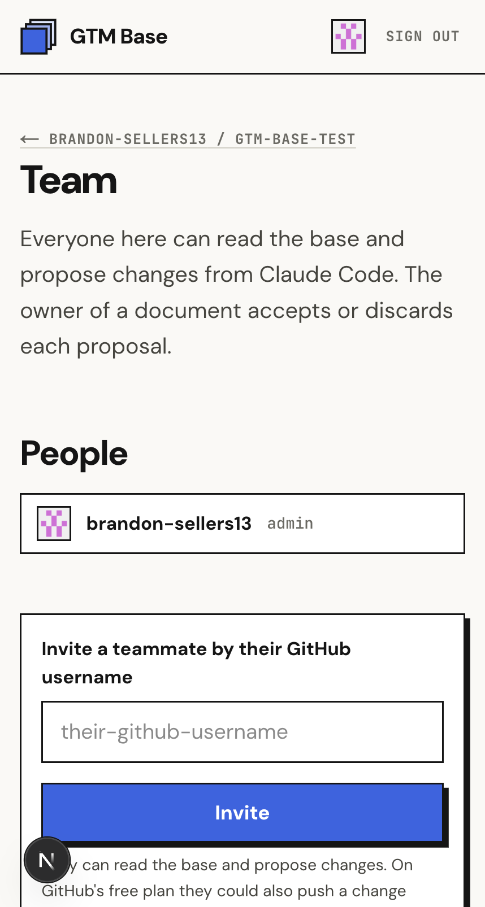 GTM Base
SIGN OUT
← BRANDON-SELLERS13 / GTM-BASE-TEST
Team
Everyone here can read the base and
propose changes from Claude Code. The
owner of a document accepts or discards
each proposal.
People
brandon-sellers13 admin
Invite a teammate by their GitHub
username
their-github-username
Invite
N
can read the base and propose changes. On
GitHub's free plan they could also push a change